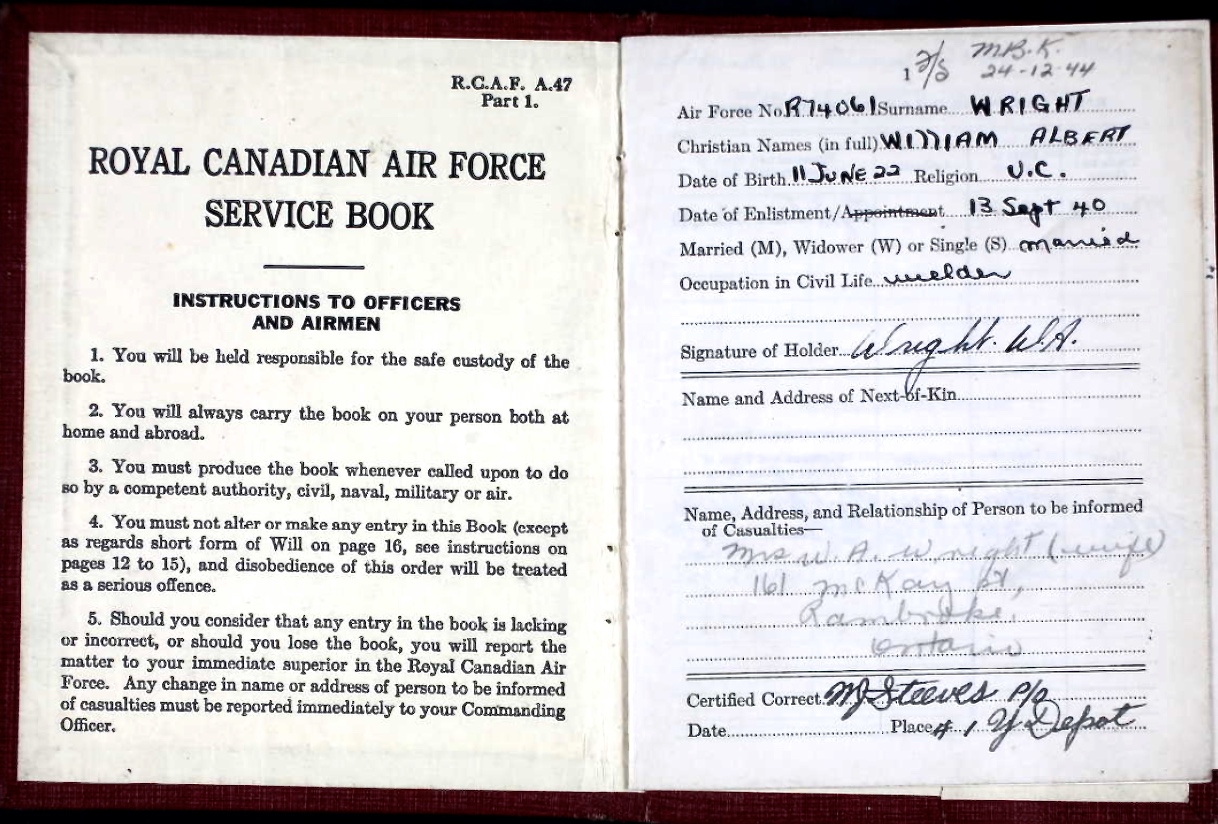 R.C.A.F. A.47
Part 1.
ROYAL CANADIAN AIR FORCE
SERVICE BOOK
INSTRUCTIONS TO OFFICERS
AND AIRMEN
1. You will be held responsible for the safe custody of the
book.
2. You will always carry the book on your person both at
home and abroad.
3. You must produce the book whenever called upon to do
so by a competent authority, civil, naval, military or air.
4. You must not alter or make any entry in this Book (except
as regards short form of Will on page 16, see instructions on
pages 12 to 15), and disobedience of this order will be treated
as a serious offence.
5. Should you consider that any entry in the book is lacking
or incorrect, or should you lose the book, you will report the
matter to your immediate superior in the Royal Canadian Air
Force. Any change in name or address of person to be informed
of casualties must be reported immediately to your Commanding
Officer.
M.B.K.
1
24-12-44
Air Force No. R74061 Surname WRIGHT
Christian Names (in full) WILLIAM ALBERT
Date of Birth 11 JUNE 22 Religion U.C.
Date of Enlistment/Appointment 13 Sept 40
Married (M), Widower (W) or Single (S) married
Occupation in Civil Life welder
Signature of Holder Wright. W.A.
Name and Address of Next-of-Kin
Name, Address, and Relationship of Person to be informed
of Casualties—
Mrs W. A. Wright (wife)
161 McKay St,
Ontario
Certified Correct M Steeves P/O
Date Place # 1 Y Depot